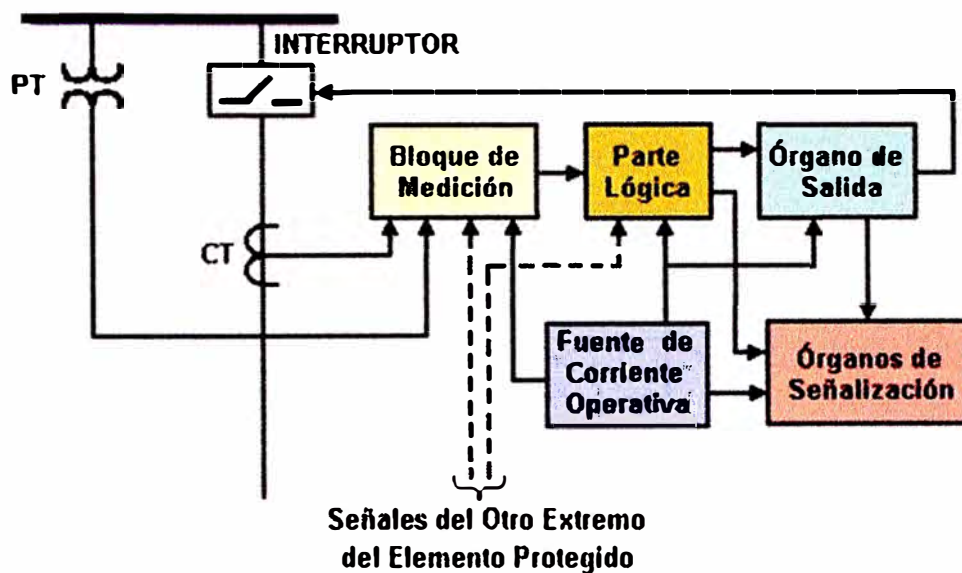 INTERRUPTOR
PT
CT
Bloque de
Medición
Parte
Lógica
Órgano de
Salida
Fuente de
Corriente
Operativa
Órganos de
Señalización
Señales del Otro Extremo
del Elemento Protegido